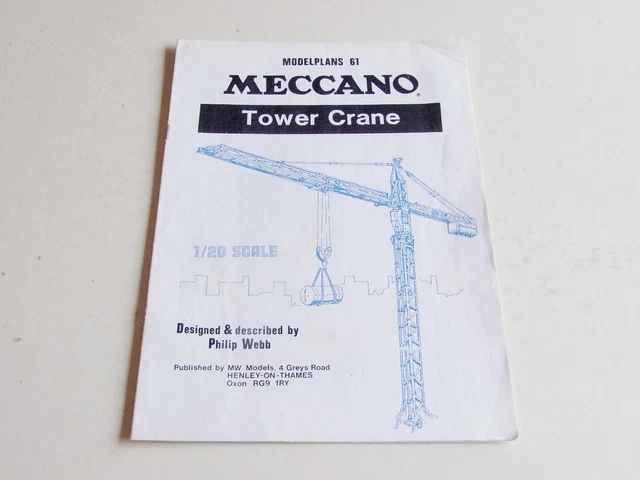 MODELPLANS 61
MECCANO®
Tower Crane
1/20 SCALE
Designed & described by
Philip Webb
Published by MW Models, 4 Greys Road
HENLEY-ON-THAMES
Oxon RG9 1RY